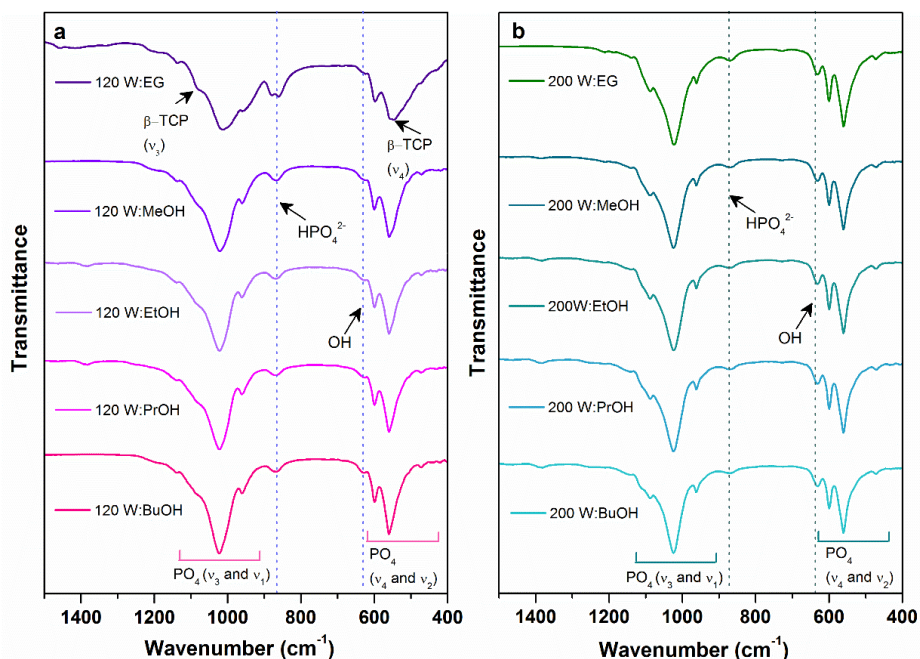 a
120 W:EG
β–TCP
(ν₃)
β–TCP
(ν₄)
120 W:MeOH
HPO₄²⁻
120 W:EtOH
OH
120 W:PrOH
120 W:BuOH
PO₄ (ν₃ and ν₁)
PO₄
(ν₄ and ν₂)
Transmittance
1400 1200 1000 800 600 400
Wavenumber (cm⁻¹)
b
200 W:EG
200 W:MeOH
HPO₄²⁻
200W:EtOH
OH
200 W:PrOH
200 W:BuOH
PO₄ (ν₃ and ν₁)
PO₄
(ν₄ and ν₂)
Transmittance
1400 1200 1000 800 600 400
Wavenumber (cm⁻¹)